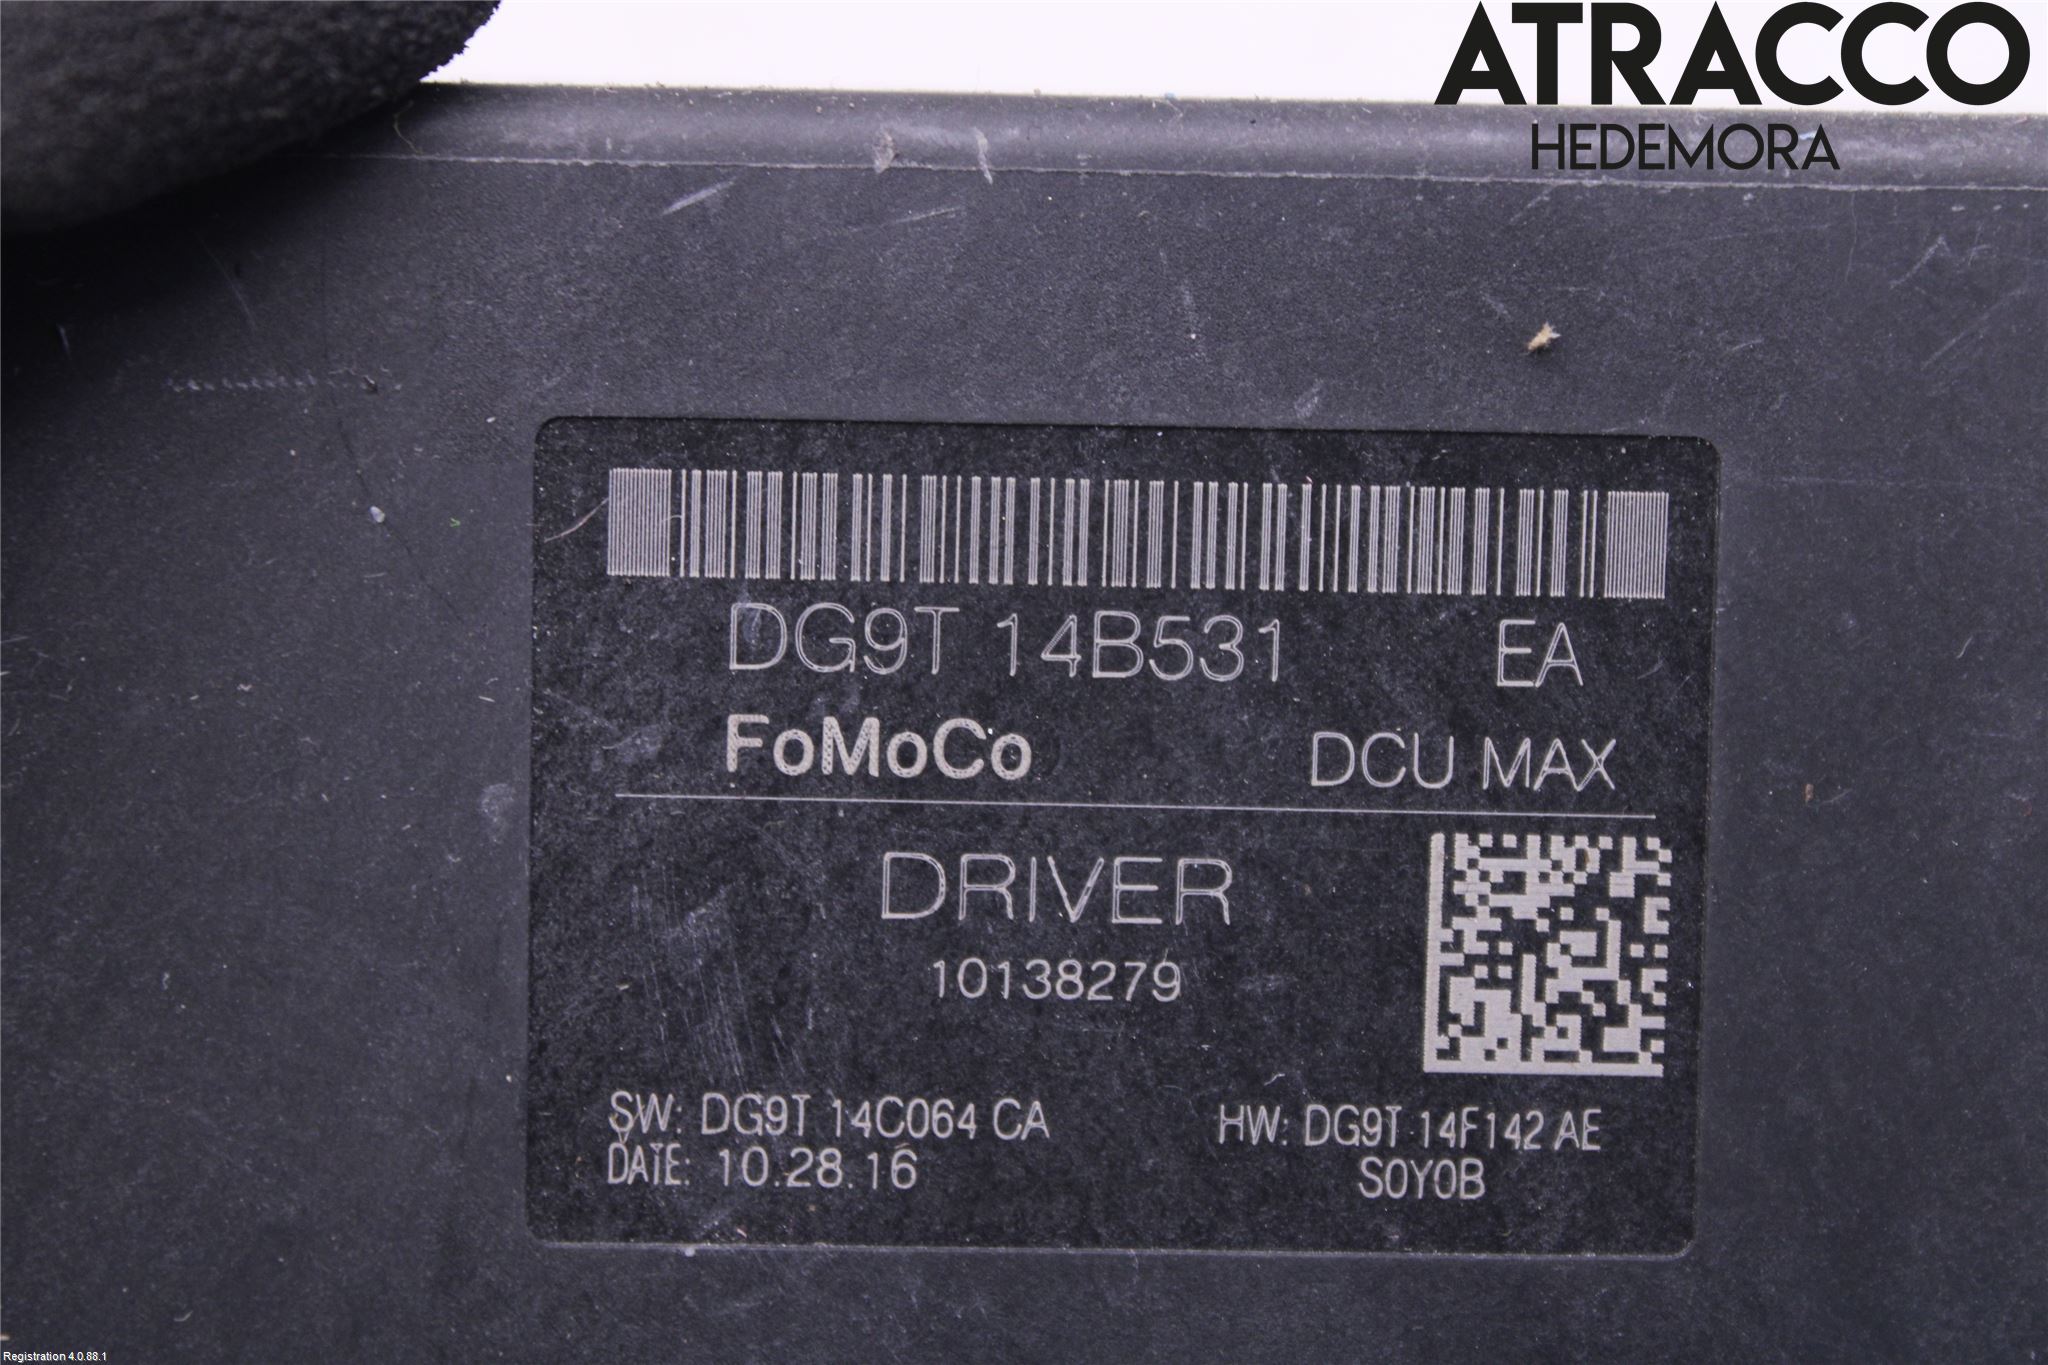 ATRACCO
HEDEMORA
DG9T 14B531 EA
FoMoCo DCU MAX
DRIVER
10138279
SW: DG9T 14C064 CA HW: DG9T 14F142 AE
DATE: 10.28.16 S0Y0B
Registration 4.0.88.1